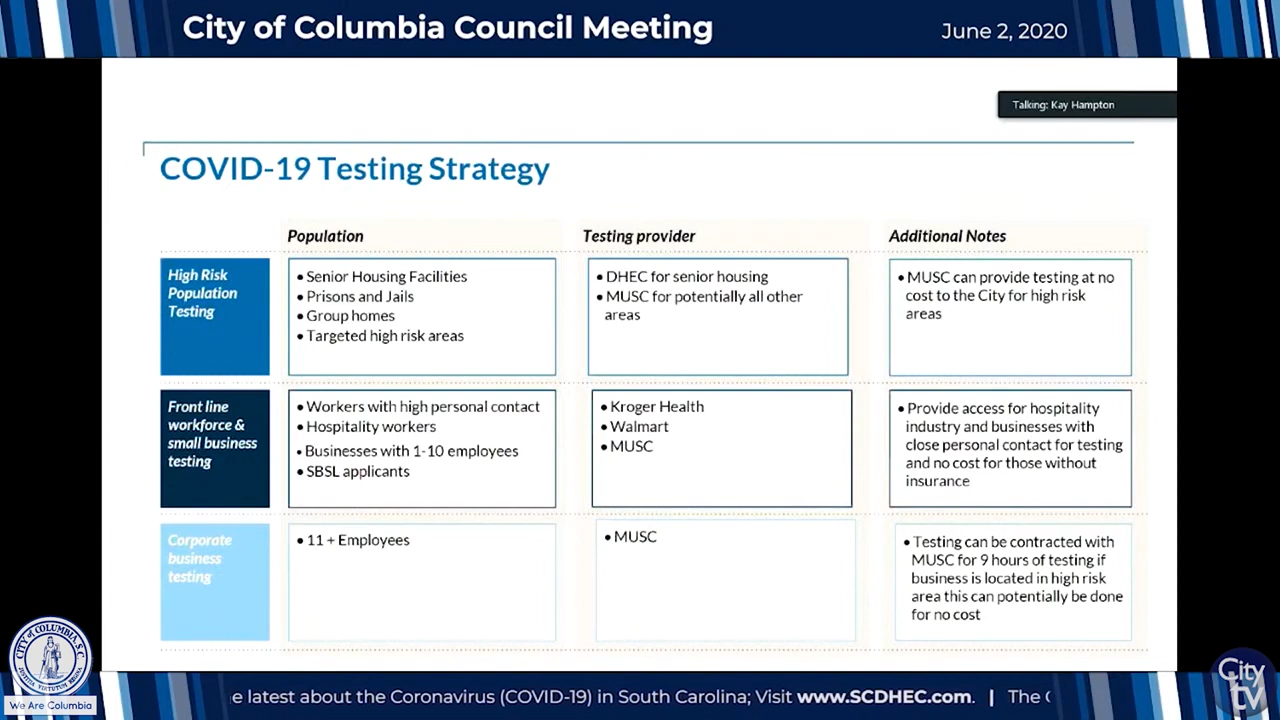 City of Columbia Council Meeting
June 2, 2020
Talking: Kay Hampton
COVID-19 Testing Strategy
Population
Testing provider
Additional Notes
High Risk
Population
Testing
• Senior Housing Facilities
• Prisons and Jails
• Group homes
• Targeted high risk areas
• DHEC for senior housing
• MUSC for potentially all other
areas
• MUSC can provide testing at no
cost to the City for high risk
areas
Front line
workforce &
small business
testing
• Workers with high personal contact
• Hospitality workers
• Businesses with 1-10 employees
• SBSL applicants
• Kroger Health
• Walmart
• MUSC
• Provide access for hospitality
industry and businesses with
close personal contact for testing
and no cost for those without
insurance
Corporate
business
testing
• 11 + Employees
• MUSC
• Testing can be contracted with
MUSC for 9 hours of testing if
business is located in high risk
area this can potentially be done
for no cost
CITY OF COLUMBIA, S.C.
We Are Columbia
e latest about the Coronavirus (COVID-19) in South Carolina; Visit www.SCDHEC.com. | The
City
tv